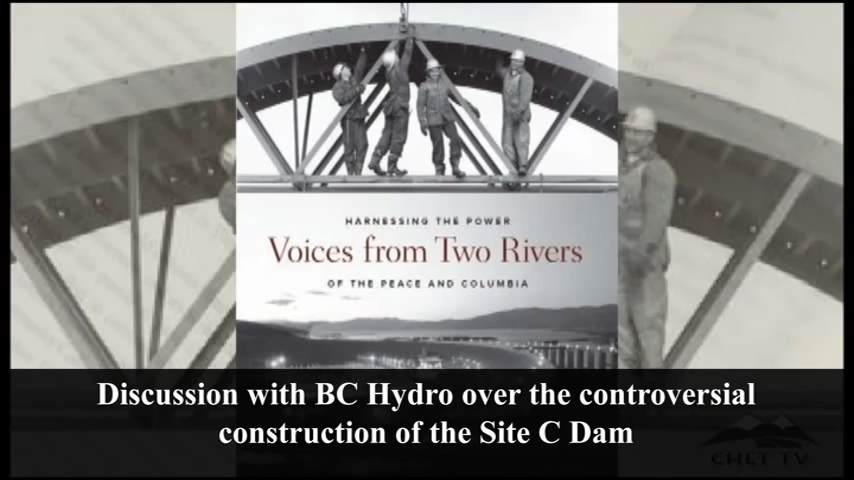 HARNESSING THE POWER
Voices from Two Rivers
OF THE PEACE AND COLUMBIA
Discussion with BC Hydro over the controversial
construction of the Site C Dam
CHET TV